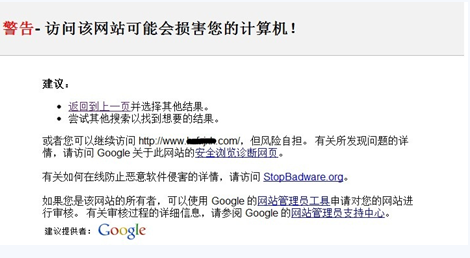 警告- 访问该网站可能会损害您的计算机！
建议：
返回到上一页并选择其他结果。
尝试其他搜索以找到想要的结果。
或者您可以继续访问 http://www. .com/，但风险自担。 有关所发现问题的详
情，请访问 Google 关于此网站的安全浏览诊断网页。
有关如何在线防止恶意软件侵害的详情，请访问 StopBadware.org。
如果您是该网站的所有者，可以使用 Google 的网站管理员工具申请对您的网站进
行审核。 有关审核过程的详细信息，请参阅 Google 的网站管理员支持中心。
建议提供者： Google